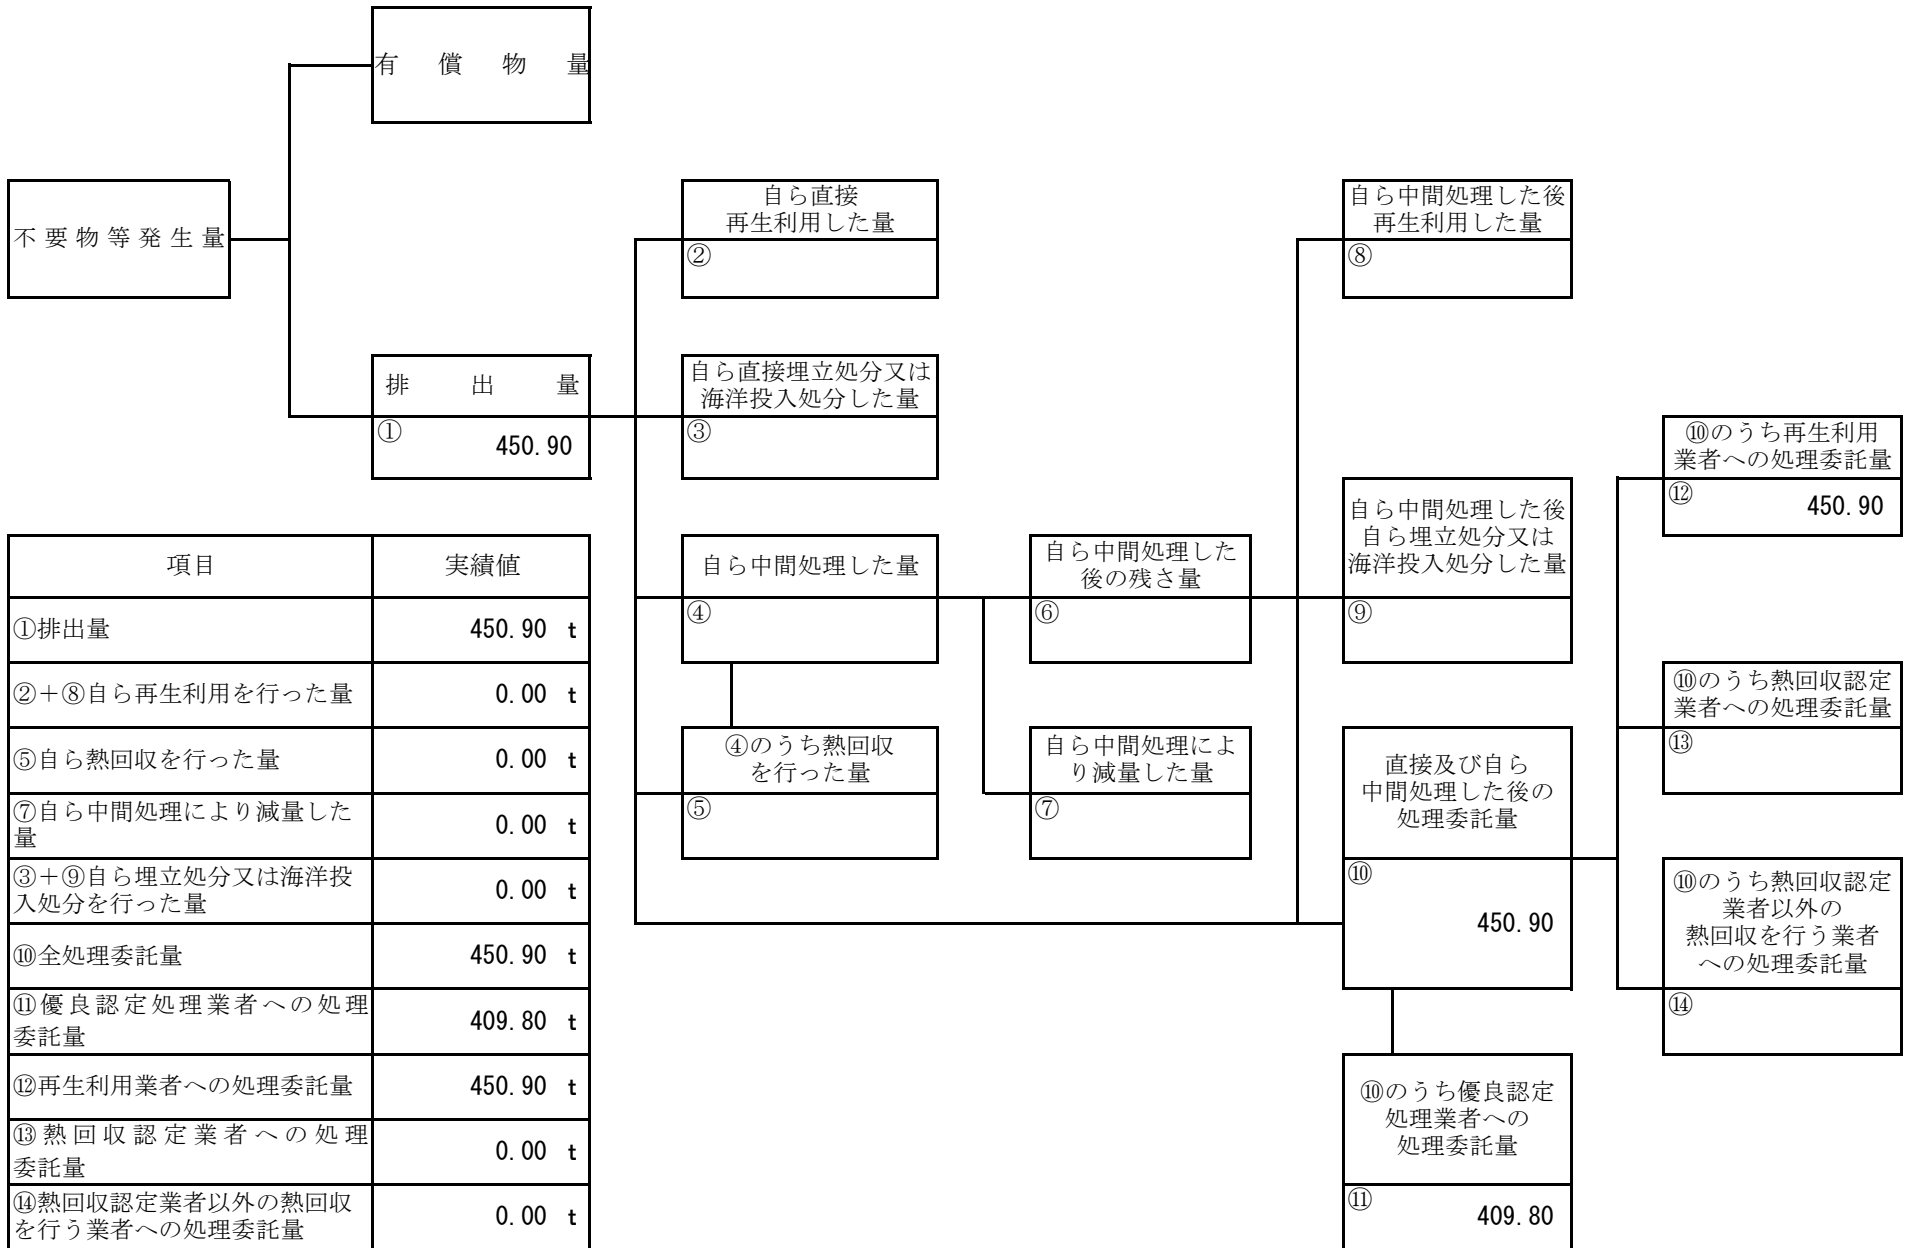 有償物量
不要物等発生量
排出量
① 450.90
自ら直接
再生利用した量
②
自ら直接埋立処分又は
海洋投入処分した量
③
自ら中間処理した量
④
④のうち熱回収
を行った量
⑤
自ら中間処理した
後の残さ量
⑥
自ら中間処理によ
り減量した量
⑦
自ら中間処理した後
再生利用した量
⑧
自ら中間処理した後
自ら埋立処分又は
海洋投入処分した量
⑨
直接及び自ら
中間処理した後の
処理委託量
⑩
450.90
⑩のうち優良認定
処理業者への
処理委託量
⑪
409.80
⑩のうち再生利用
業者への処理委託量
⑫ 450.90
⑩のうち熱回収認定
業者への処理委託量
⑬
⑩のうち熱回収認定
業者以外の
熱回収を行う業者
への処理委託量
⑭
項目 実績値
①排出量 450.90 t
②＋⑧自ら再生利用を行った量 0.00 t
⑤自ら熱回収を行った量 0.00 t
⑦自ら中間処理により減量した
量 0.00 t
③＋⑨自ら埋立処分又は海洋投
入処分を行った量 0.00 t
⑩全処理委託量 450.90 t
⑪優良認定処理業者への処理
委託量 409.80 t
⑫再生利用業者への処理委託量 450.90 t
⑬熱回収認定業者への処理
委託量 0.00 t
⑭熱回収認定業者以外の熱回収
を行う業者への処理委託量 0.00 t